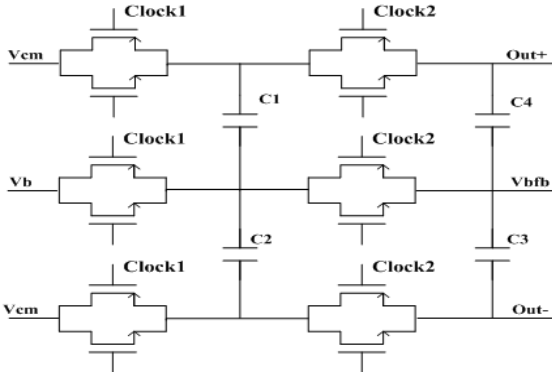 Clock1 Clock2
Vcm Out+
C1 C4
Clock1 Clock2
Vb Vbfb
C2 C3
Clock1 Clock2
Vcm Out-